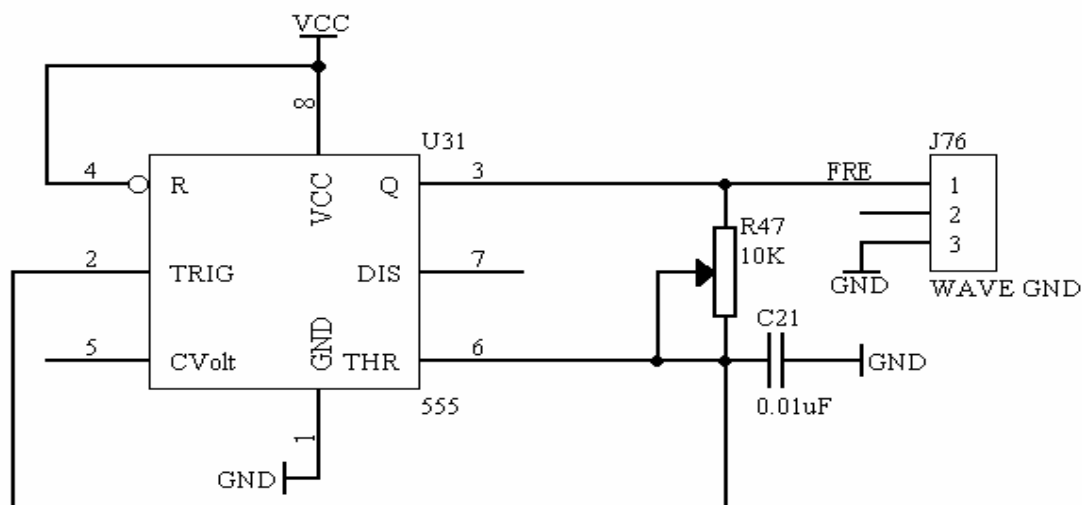 VCC
8
U31
J76
4
R
VCC
Q
3
FRE
1
2
3
R47
10K
2
TRIG
DIS
7
GND
WAVE GND
C21
5
CVolt
GND
THR
6
GND
0.01uF
555
1
GND